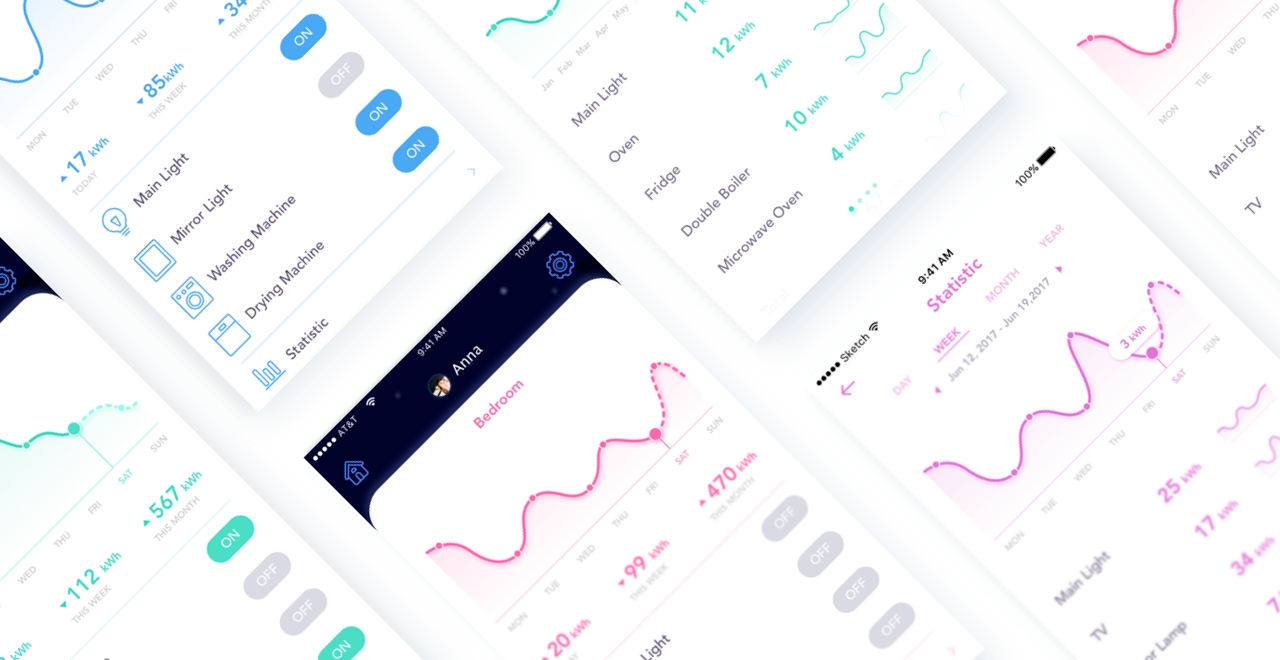 MON TUE WED THU FRI
17 kWh
TODAY
85kWh
THIS WEEK
34
THIS MONTH
Main Light ON
Mirror Light OFF
Washing Machine ON
Drying Machine ON
Statistic
Jan Feb Mar Apr May
Main Light 11 kWh
Oven 12 kWh
Fridge 7 kWh
Double Boiler 10 kWh
Microwave Oven 4 kWh
Total
MON TUE WED
Main Light
TV
WED THU FRI SAT SUN
kWh
112 kWh
THIS WEEK
567 kWh
THIS MONTH
ON
OFF
OFF
ON
AT&T 9:41 AM 100%
Anna
Bedroom
MON TUE WED THU FRI SAT SUN
20 kWh
99 kWh
THIS WEEK
470 kWh
THIS MONTH
Light OFF
OFF
OFF
OFF
Sketch 9:41 AM 100%
Statistic
DAY WEEK MONTH YEAR
Jun 12, 2017 - Jun 19,2017
3 kWh
MON TUE WED THU FRI SAT SUN
Main Light 25 kWh
TV 17 kWh
Lamp 34 kWh
7